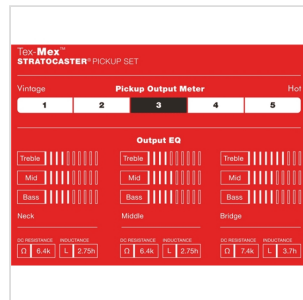 Tex-Mex™
STRATOCASTER® PICKUP SET
Vintage Pickup Output Meter Hot
1 2 3 4 5
Output EQ
Treble Treble Treble
Mid Mid Mid
Bass Bass Bass
Neck Middle Bridge
DC RESISTANCE INDUCTANCE DC RESISTANCE INDUCTANCE DC RESISTANCE INDUCTANCE
Ω 6.4k L 2.75h Ω 6.4k L 2.75h Ω 7.4k L 3.7h